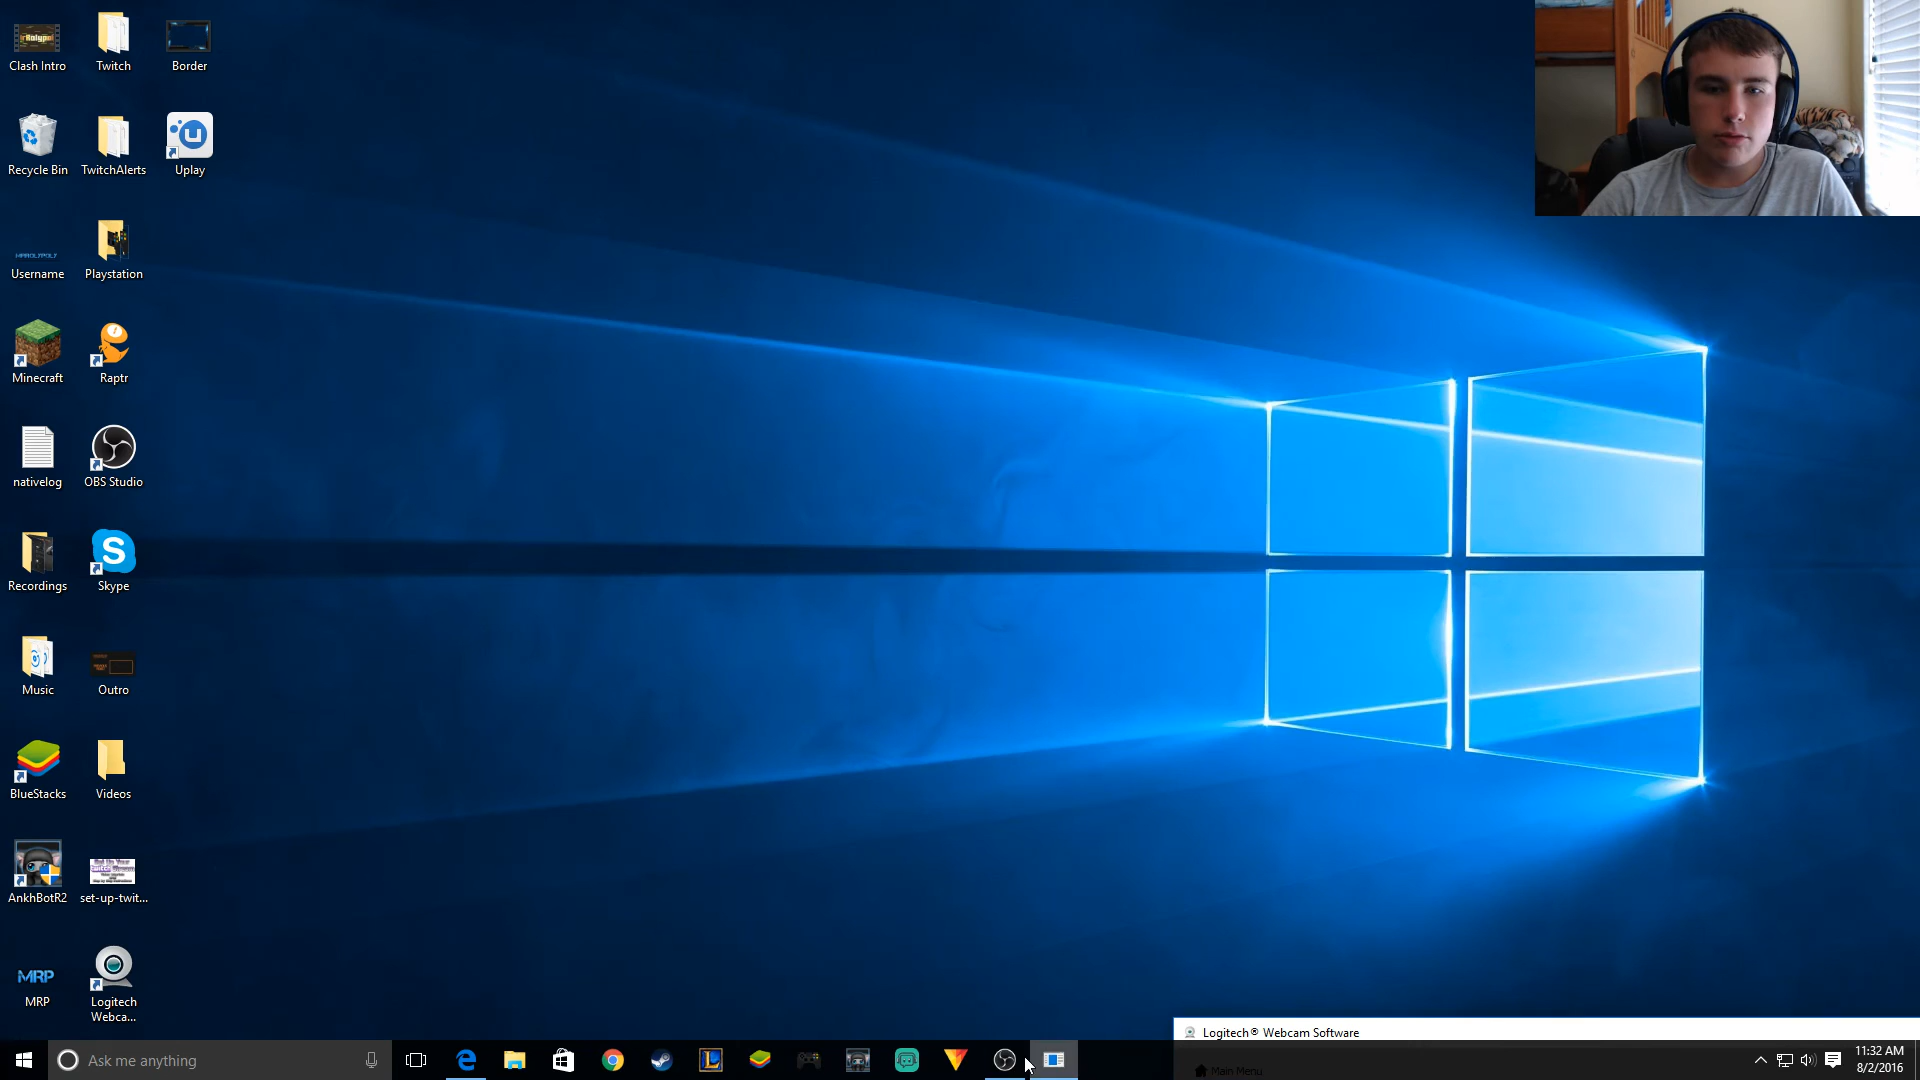 Clash Intro
Twitch
Border
Recycle Bin
TwitchAlerts
Uplay
Username
Playstation
Minecraft
Raptr
nativelog
OBS Studio
Recordings
Skype
Music
Outro
BlueStacks
Videos
AnkhBotR2
set-up-twit...
MRP
MRP
Logitech
Webca...
Logitech® Webcam Software
Main Menu
Ask me anything
11:32 AM
8/2/2016